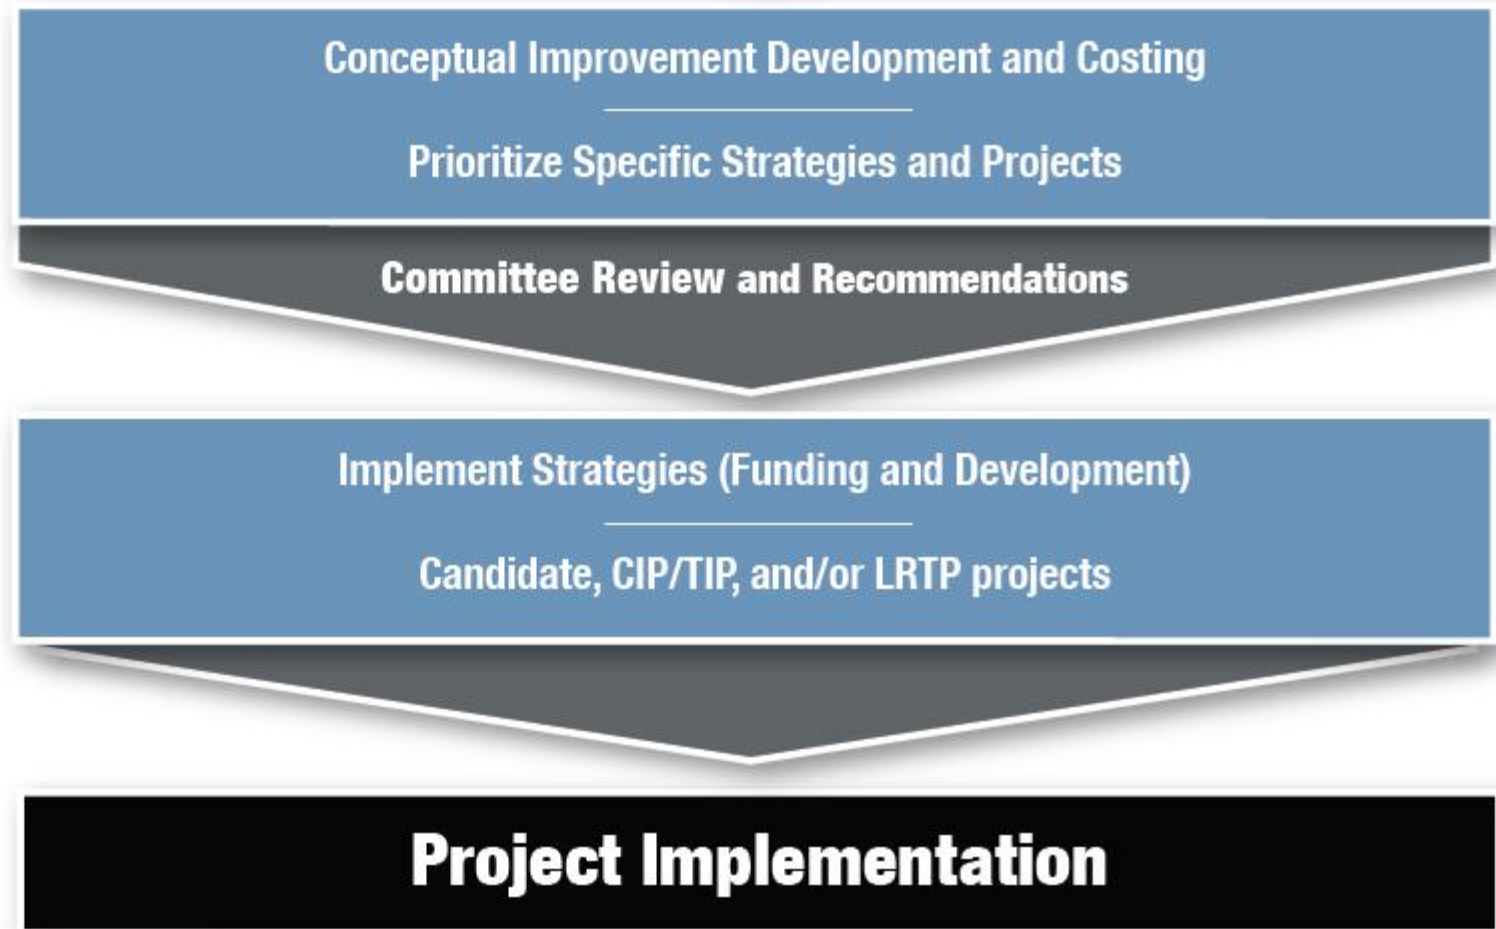 Conceptual Improvement Development and Costing
Prioritize Specific Strategies and Projects
Committee Review and Recommendations
Implement Strategies (Funding and Development)
Candidate, CIP/TIP, and/or LRTP projects
Project Implementation